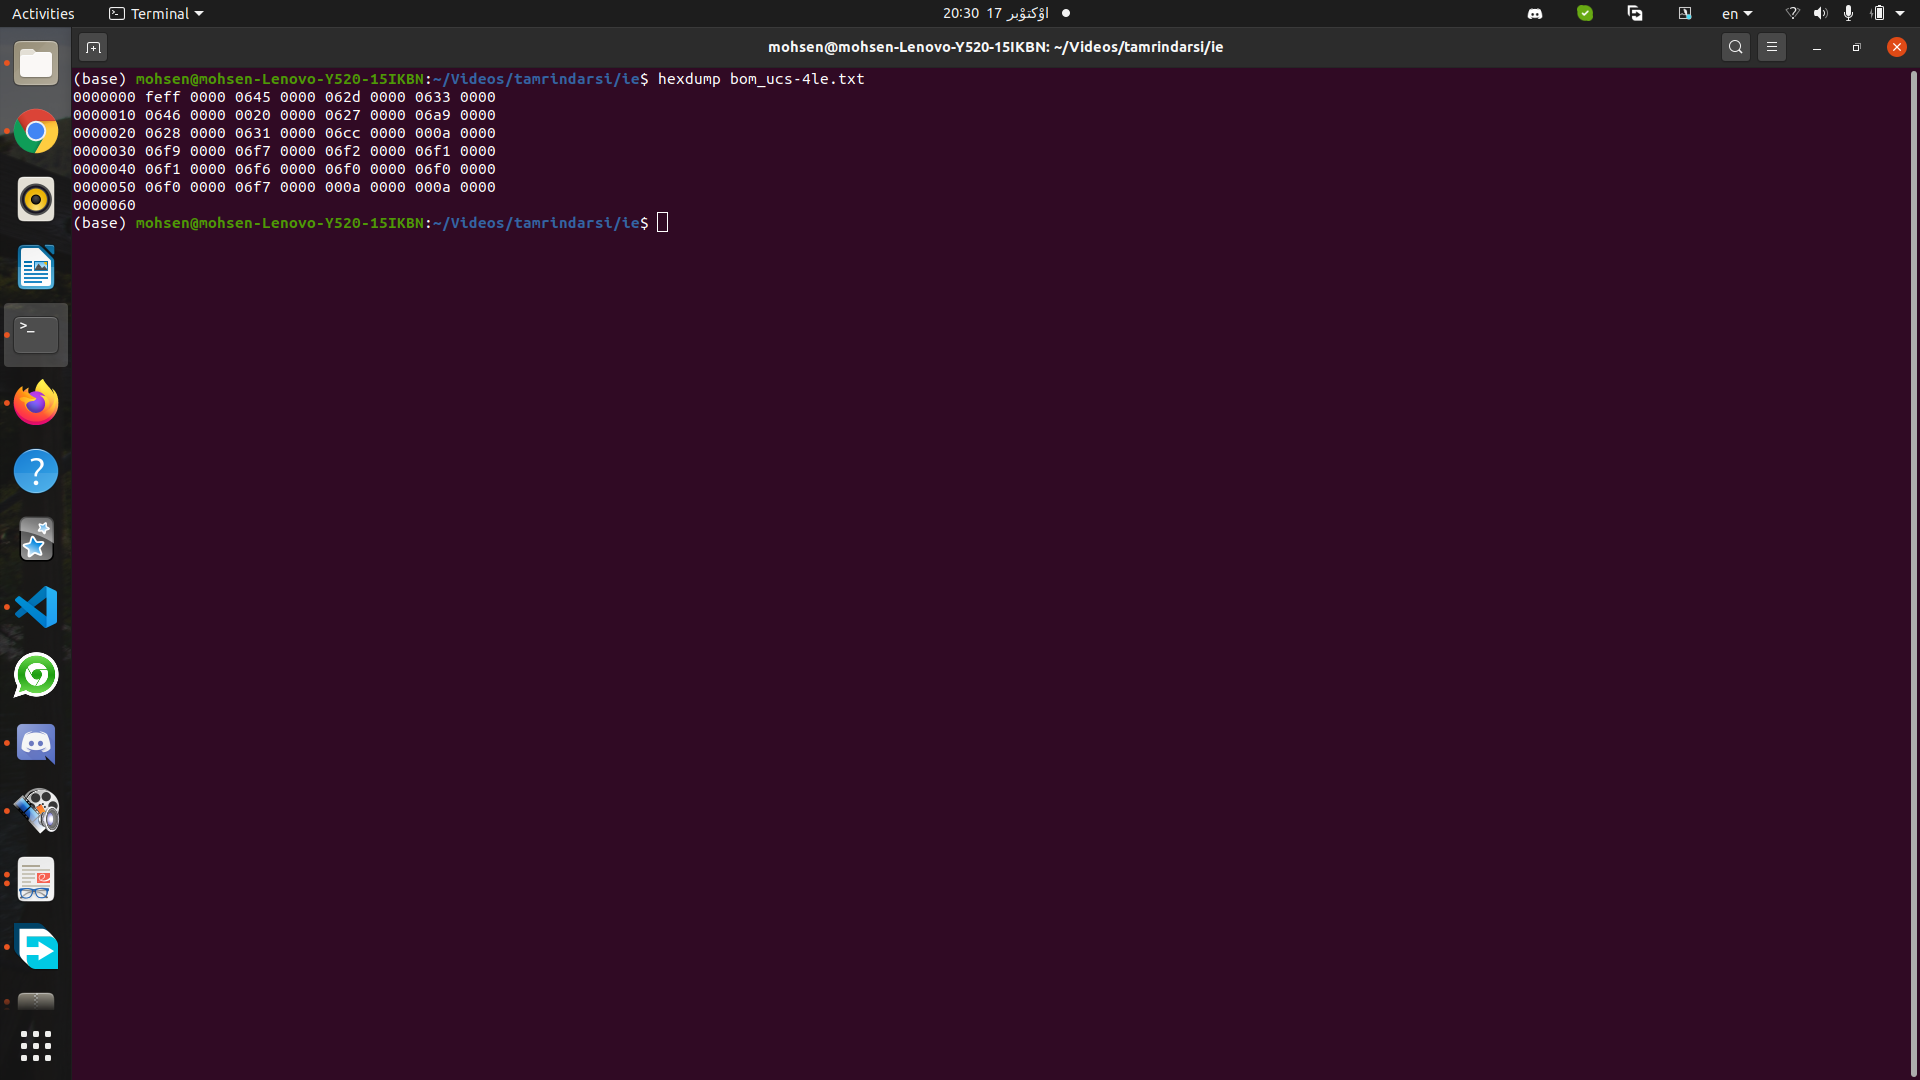 Activities
Terminal
20:30 17 اؤکتوْبر
en
mohsen@mohsen-Lenovo-Y520-15IKBN: ~/Videos/tamrindarsi/ie
(base) mohsen@mohsen-Lenovo-Y520-15IKBN:~/Videos/tamrindarsi/ie$ hexdump bom_ucs-4le.txt
0000000 feff 0000 0645 0000 062d 0000 0633 0000
0000010 0646 0000 0020 0000 0627 0000 06a9 0000
0000020 0628 0000 0631 0000 06cc 0000 000a 0000
0000030 06f9 0000 06f7 0000 06f2 0000 06f1 0000
0000040 06f1 0000 06f6 0000 06f0 0000 06f0 0000
0000050 06f0 0000 06f7 0000 000a 0000 000a 0000
0000060
(base) mohsen@mohsen-Lenovo-Y520-15IKBN:~/Videos/tamrindarsi/ie$